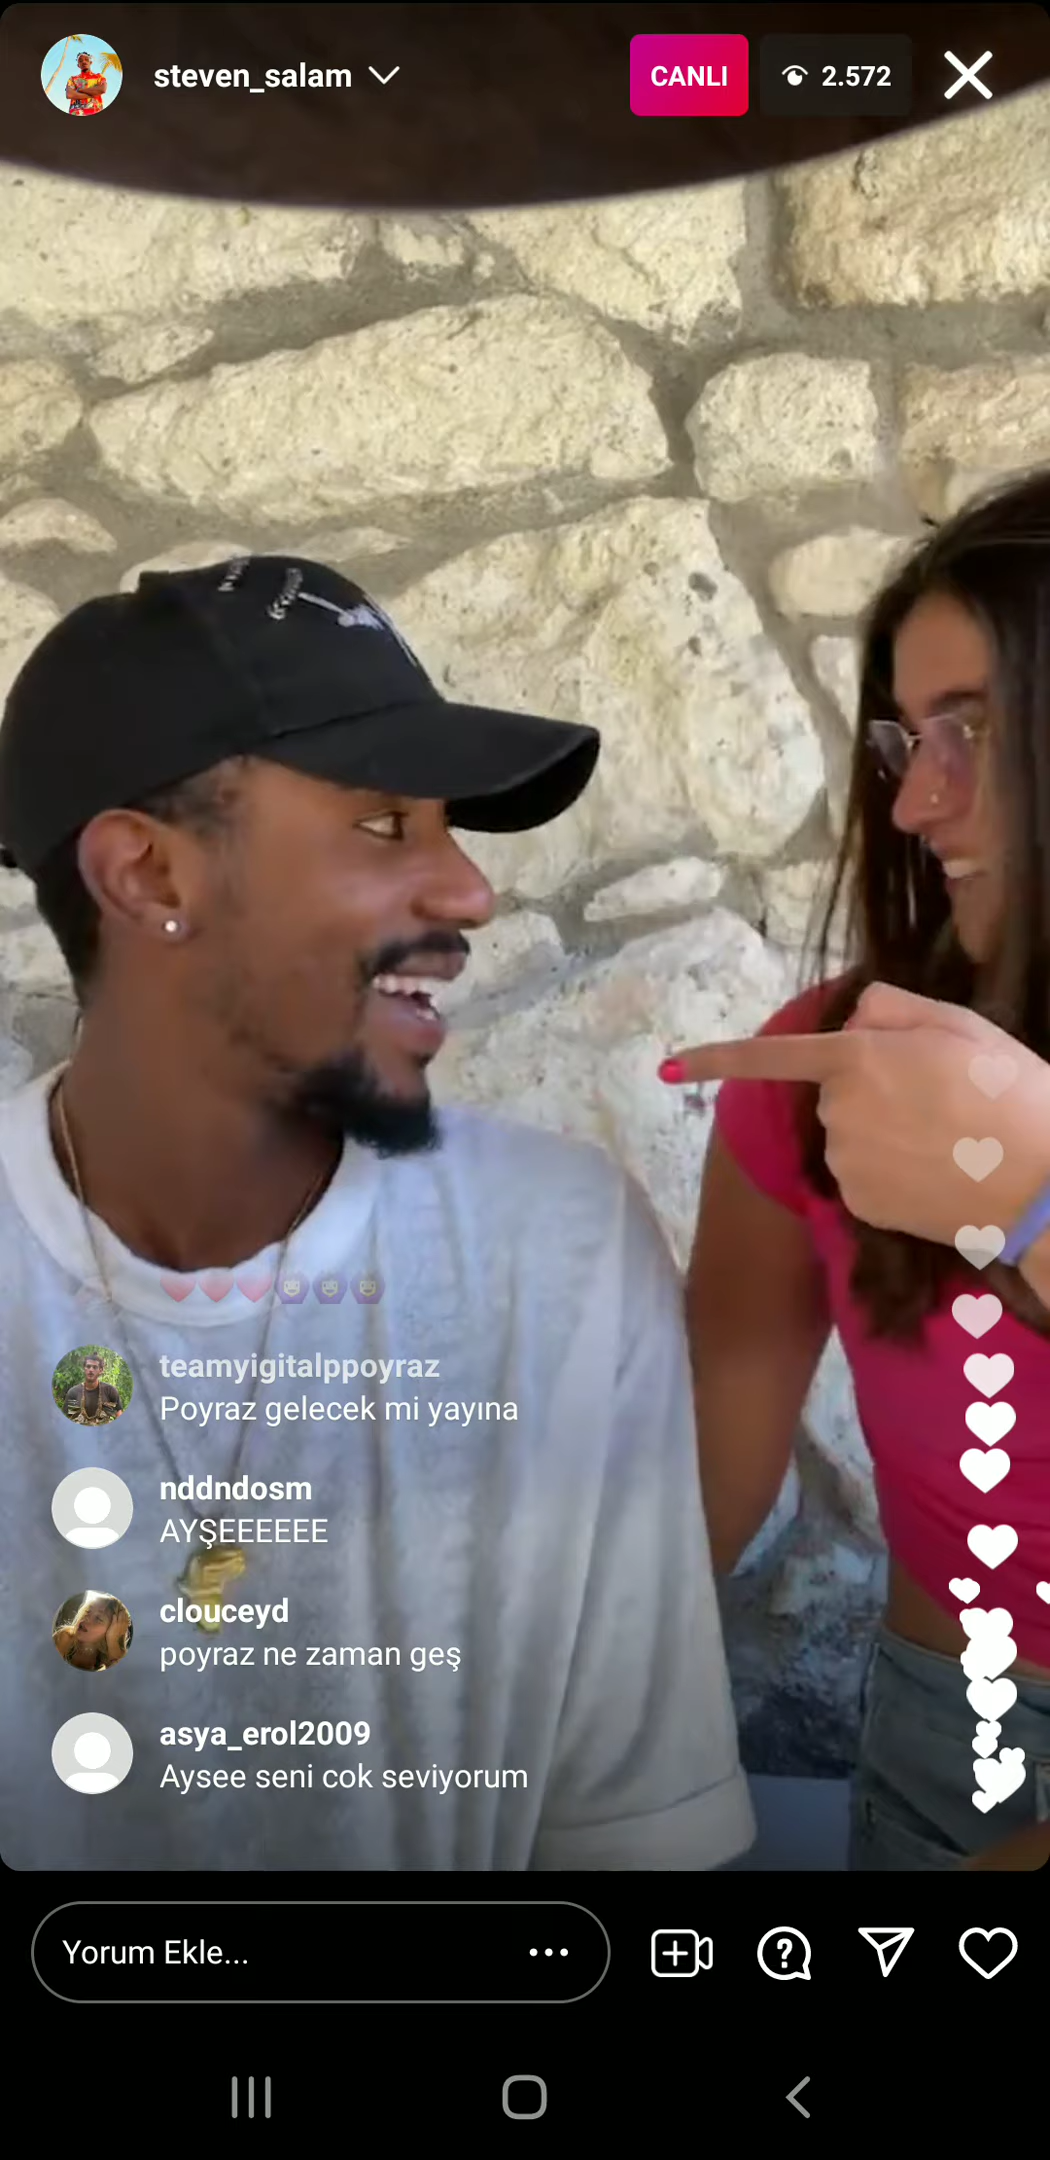 steven_salam
CANLI
2.572
teamyigitalppoyraz
Poyraz gelecek mi yayına
nddndosm
AYŞEEEEEE
clouceyd
poyraz ne zaman geş
asya_erol2009
Aysee seni cok seviyorum
Yorum Ekle...